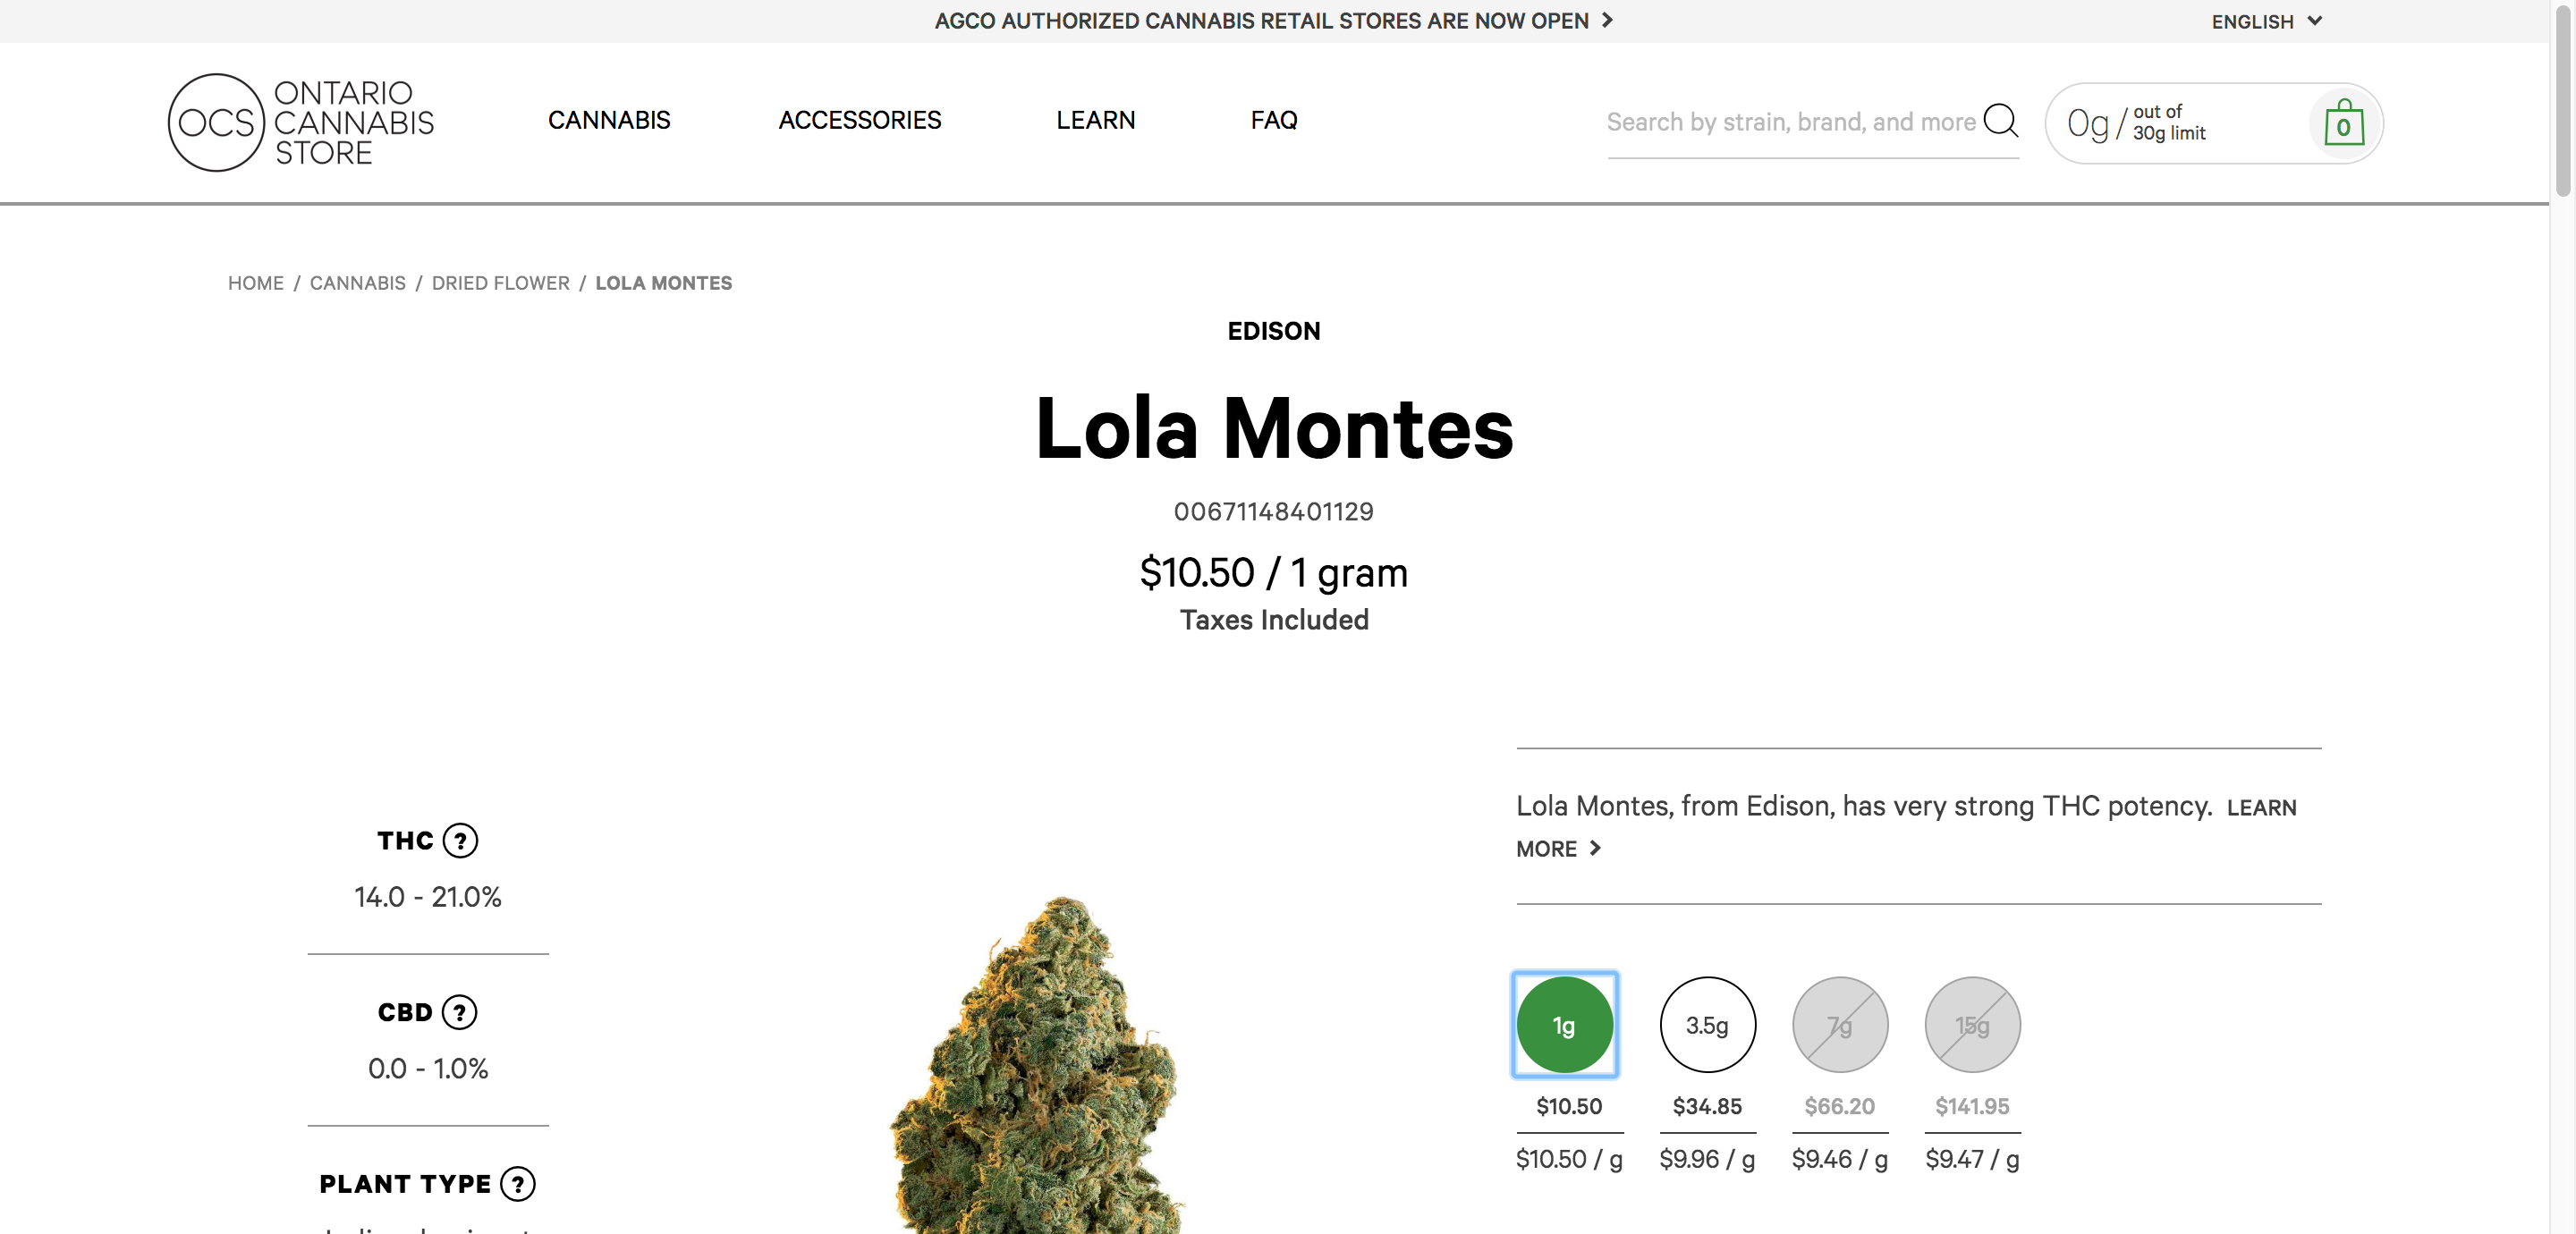 AGCO AUTHORIZED CANNABIS RETAIL STORES ARE NOW OPEN
ENGLISH
OCS
ONTARIO
CANNABIS
STORE
CANNABIS
ACCESSORIES
LEARN
FAQ
Search by strain, brand, and more
0g / out of
30g limit
0
HOME / CANNABIS / DRIED FLOWER / LOLA MONTES
EDISON
Lola Montes
00671148401129
$10.50 / 1 gram
Taxes Included
THC ?
14.0 - 21.0%
CBD ?
0.0 - 1.0%
PLANT TYPE ?
Lola Montes, from Edison, has very strong THC potency. LEARN
MORE
1g 3.5g 7g 15g
$10.50 $34.85 $66.20 $141.95
$10.50 / g $9.96 / g $9.46 / g $9.47 / g